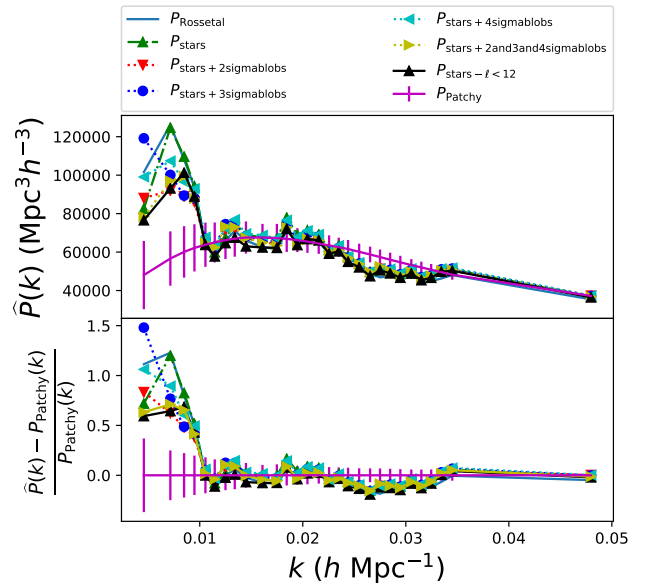 P_Rossetal
P_stars
P_stars+2sigmablobs
P_stars+3sigmablobs
P_stars+4sigmablobs
P_stars+2and3and4sigmablobs
P_stars−ℓ<12
P_Patchy
P̂(k) (Mpc³h⁻³)
120000
100000
80000
60000
40000
(P̂(k) − P_Patchy(k)) / P_Patchy(k)
1.5
1.0
0.5
0.0
0.01 0.02 0.03 0.04 0.05
k (h Mpc⁻¹)